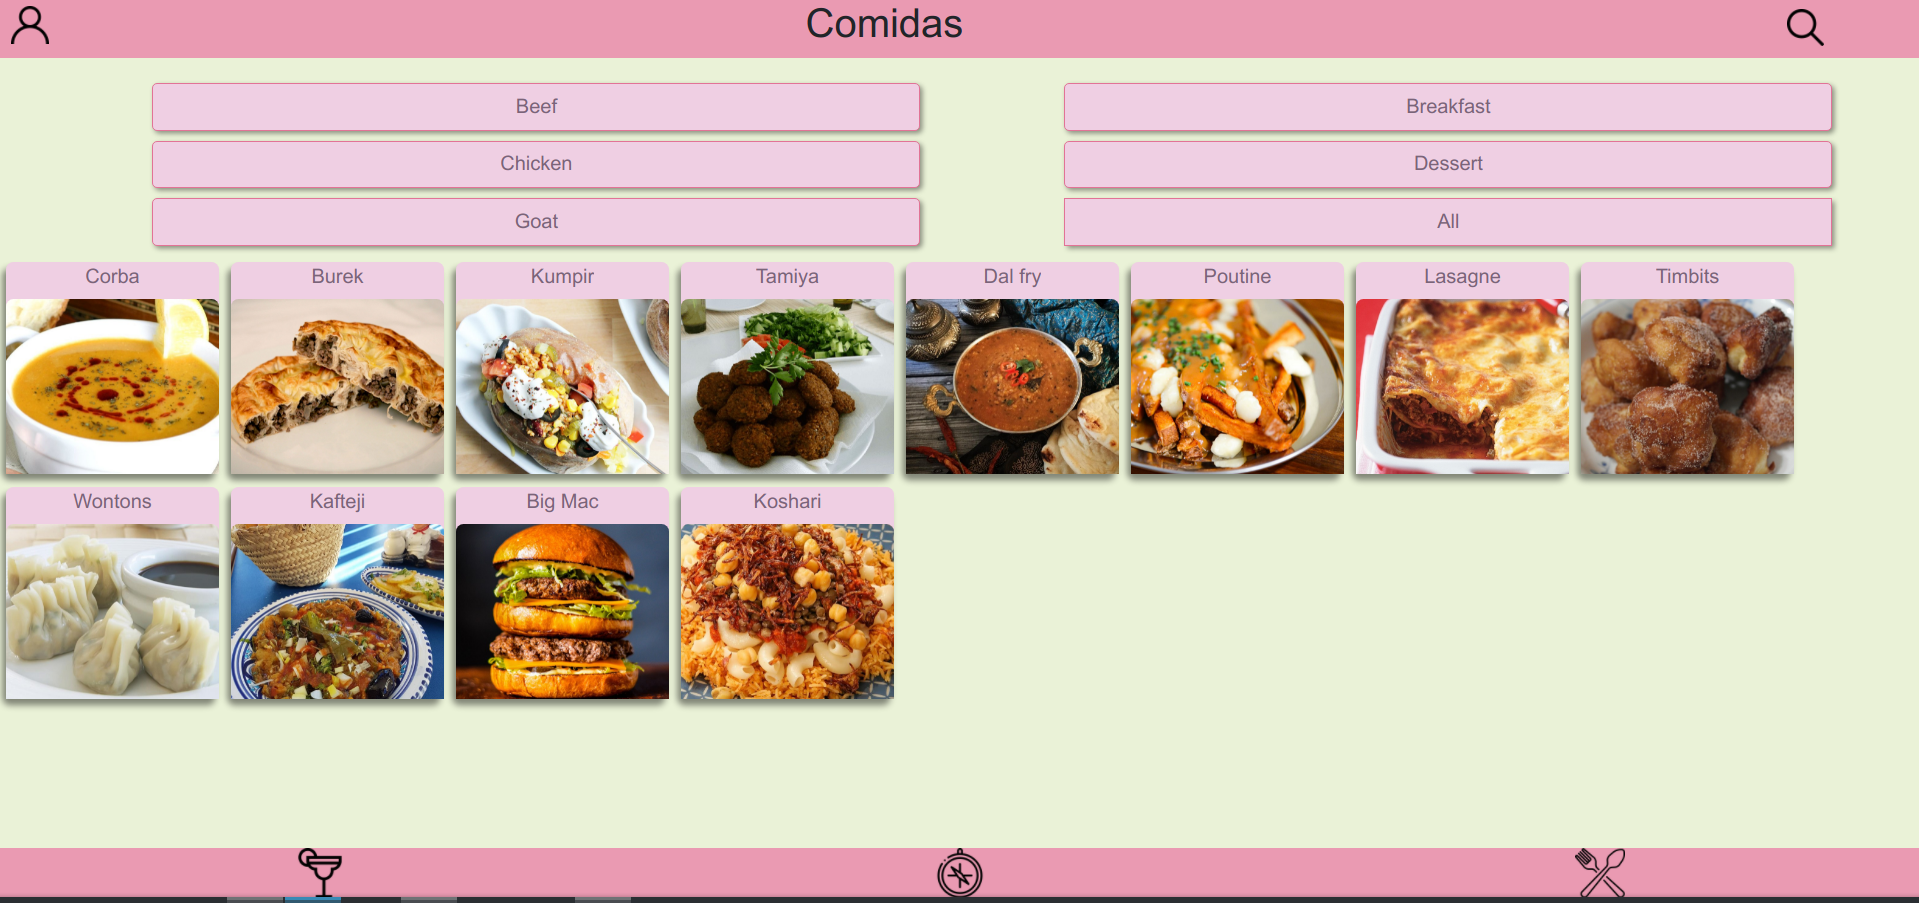 Comidas
Beef
Breakfast
Chicken
Dessert
Goat
All
Corba
Burek
Kumpir
Tamiya
Dal fry
Poutine
Lasagne
Timbits
Wontons
Kafteji
Big Mac
Koshari